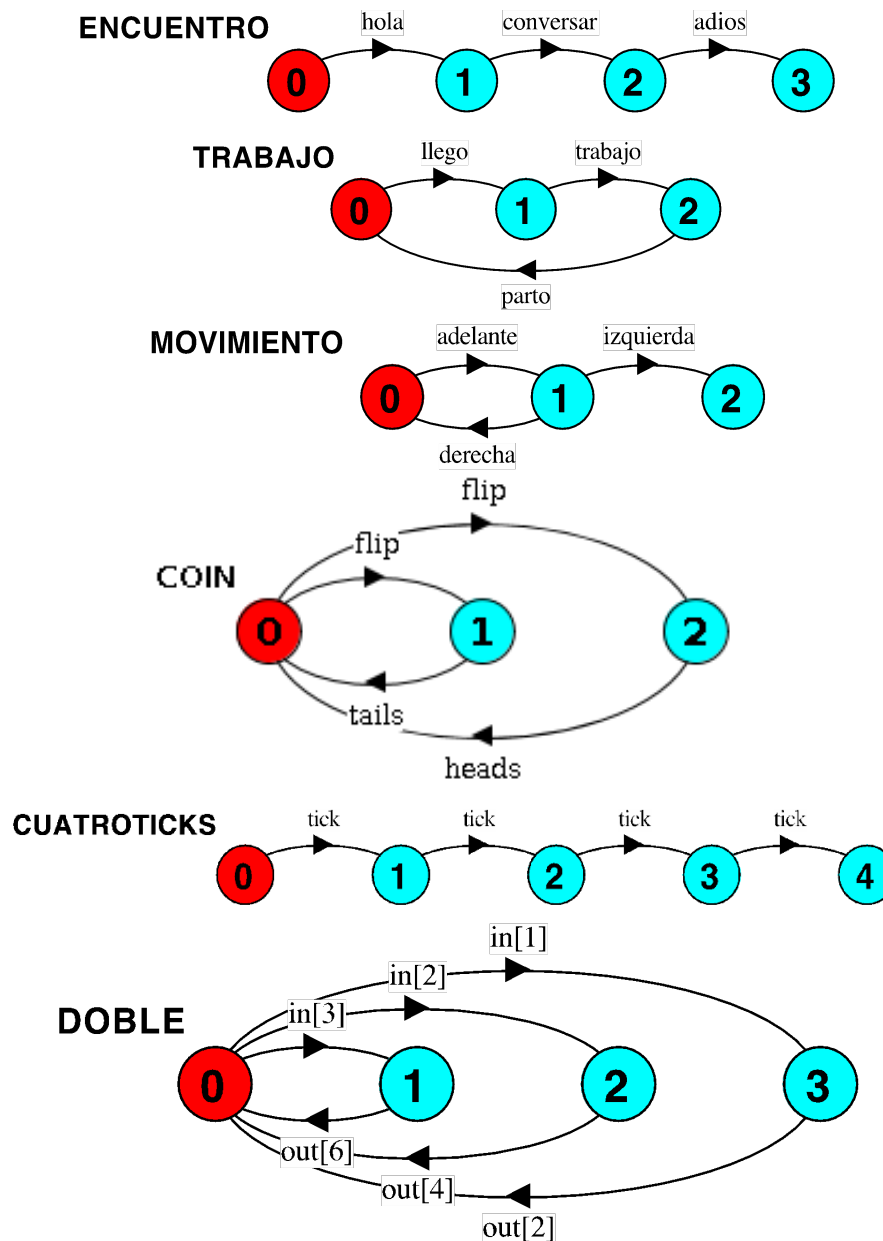 ENCUENTRO hola conversar adios
0 1 2 3
TRABAJO llego trabajo
0 1 2
parto
MOVIMIENTO adelante izquierda
0 1 2
derecha
flip
flip
COIN
0 1 2
tails
heads
CUATROTICKS tick tick tick tick
0 1 2 3 4
in[1]
in[2]
in[3]
DOBLE
0 1 2 3
out[6]
out[4]
out[2]